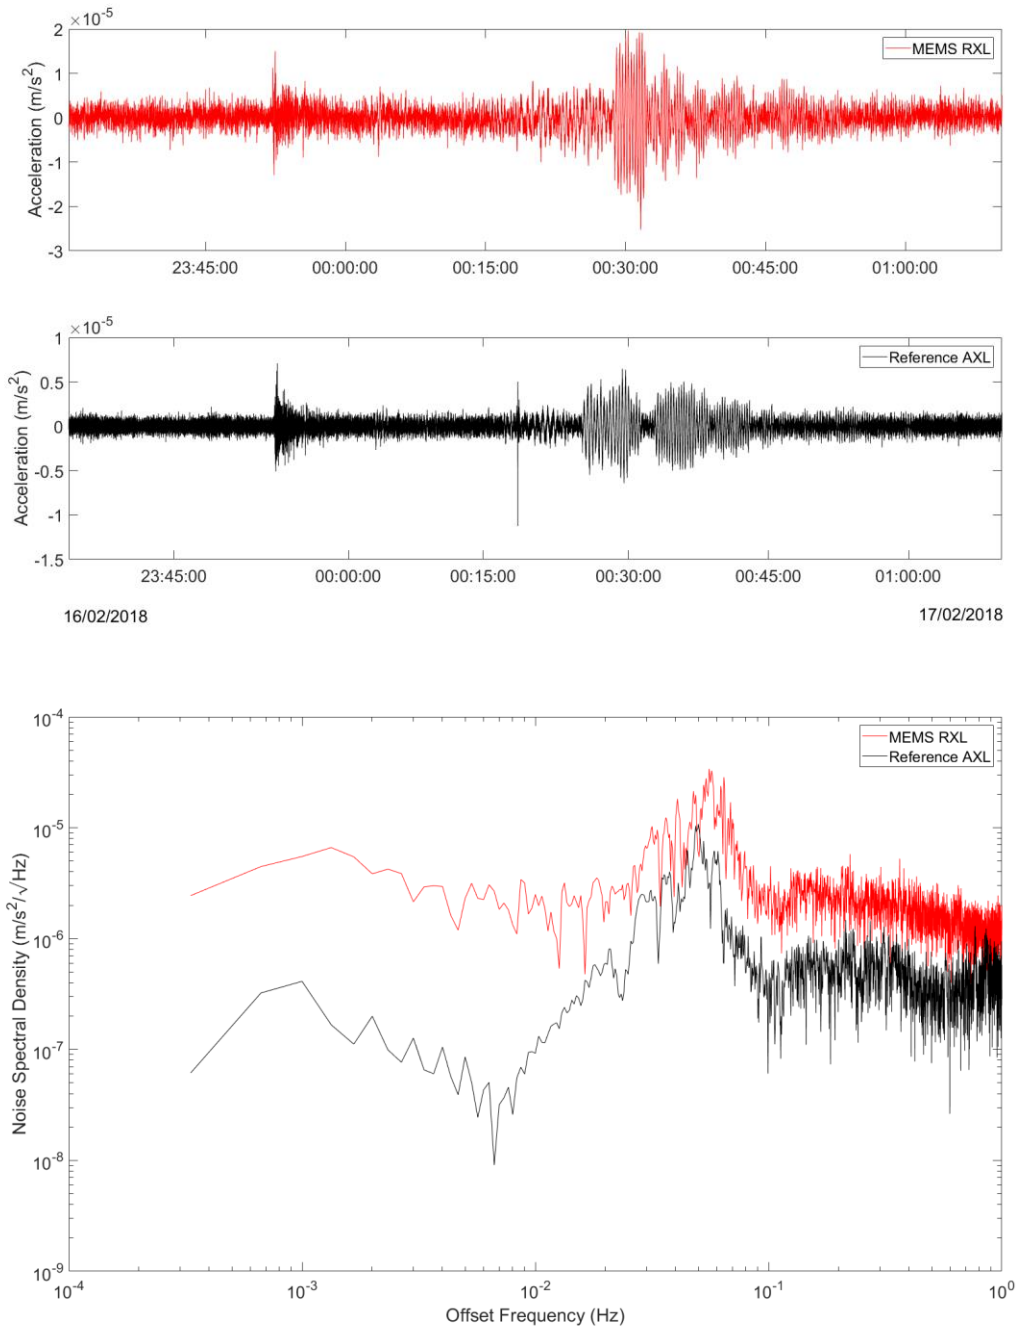 ×10⁻⁵
2
1
0
-1
-2
-3
Acceleration (m/s²)
MEMS RXL
23:45:00 00:00:00 00:15:00 00:30:00 00:45:00 01:00:00
×10⁻⁵
1
0.5
0
-0.5
-1
-1.5
Acceleration (m/s²)
Reference AXL
23:45:00 00:00:00 00:15:00 00:30:00 00:45:00 01:00:00
16/02/2018 17/02/2018
10⁻⁴
10⁻⁵
10⁻⁶
10⁻⁷
10⁻⁸
10⁻⁹
Noise Spectral Density (m/s²/√Hz)
MEMS RXL
Reference AXL
10⁻⁴ 10⁻³ 10⁻² 10⁻¹ 10⁰
Offset Frequency (Hz)